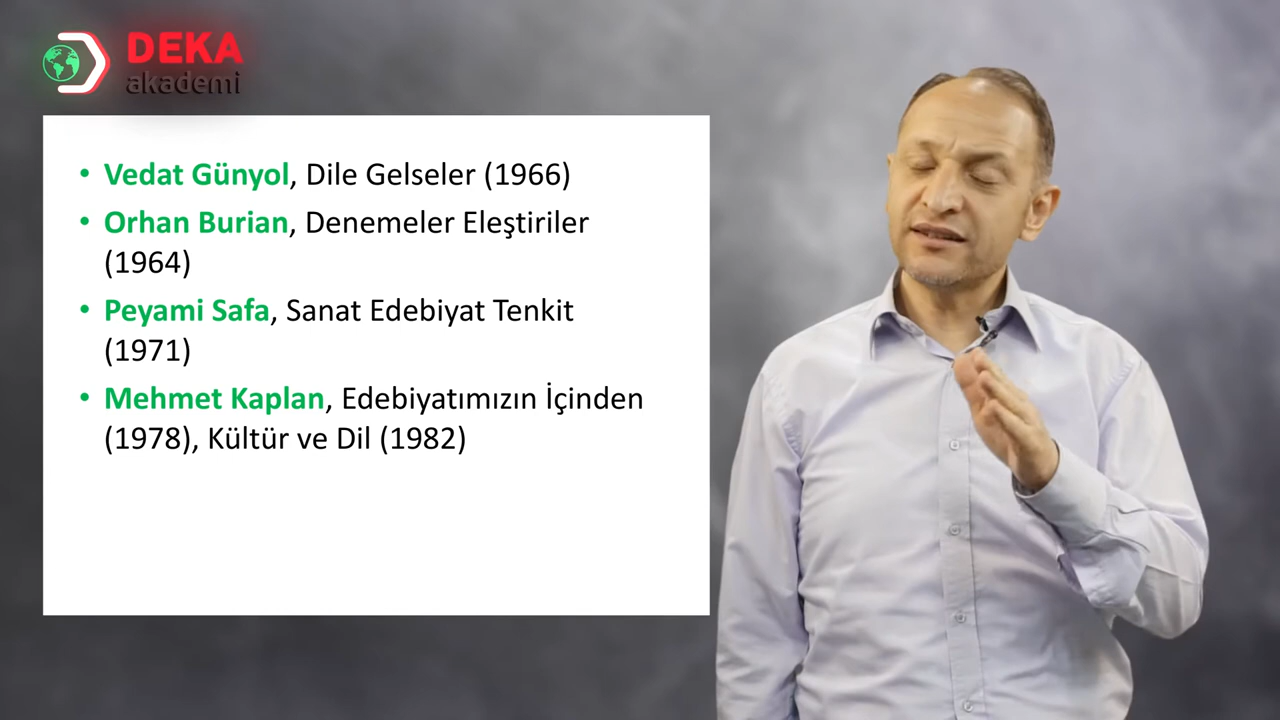 DEKA
akademi
• Vedat Günyol, Dile Gelseler (1966)
• Orhan Burian, Denemeler Eleştiriler
(1964)
• Peyami Safa, Sanat Edebiyat Tenkit
(1971)
• Mehmet Kaplan, Edebiyatımızın İçinden
(1978), Kültür ve Dil (1982)